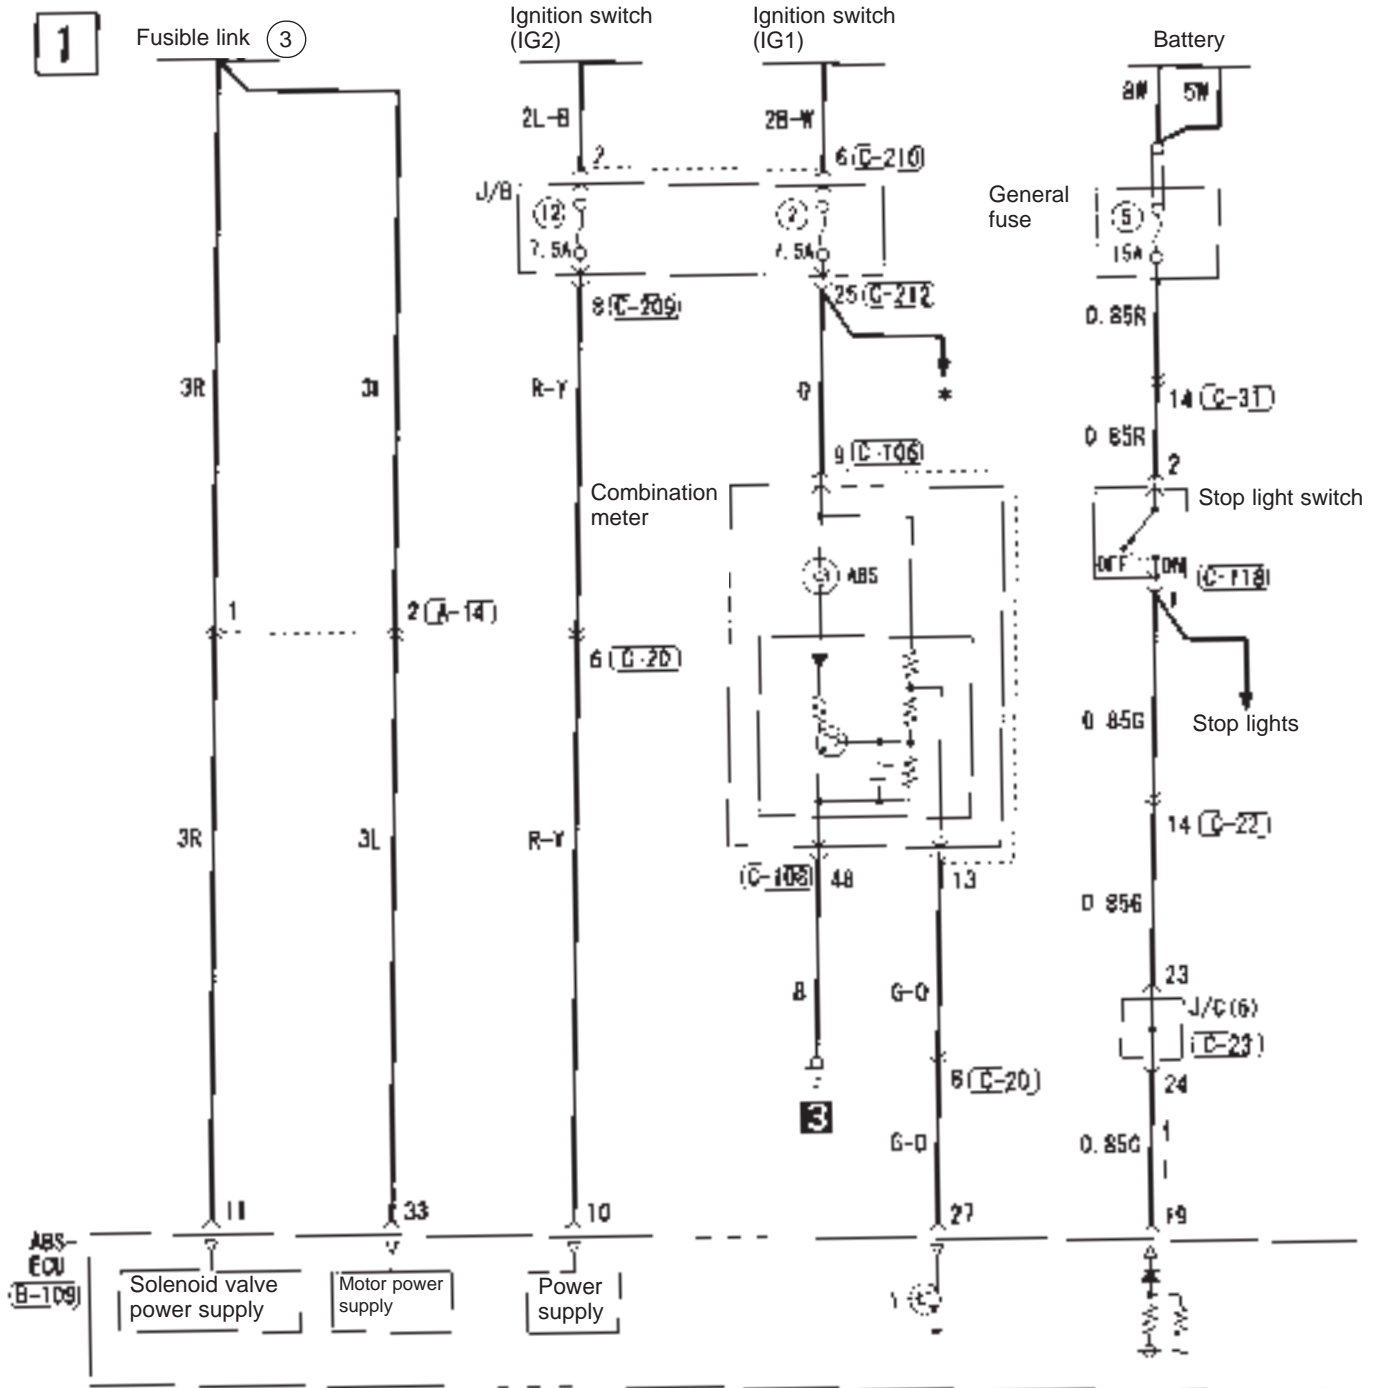 1
Fusible link 3
Ignition switch
(IG2)
Ignition switch
(IG1)
Battery
2L-B
2B-W
8W
5W
2
6
C-210
J/B
12
7.5A
2
7.5A
General
fuse
5
15A
8
C-209
25
C-212
0.85R
3R
R-Y
*
14
C-31
0 85R
9
C-106
2
Combination
meter
Stop light switch
OFF
ON
C-118
ABS
1
2
A-14
1
6
C-20
0 85G
Stop lights
14
C-22
3R
3L
R-Y
C-108
48
13
0 85G
23
J/C(6)
C-23
B
G-O
6
C-20
24
3
G-O
0.85G
1
11
33
10
27
19
ABS-
ECU
B-109
Solenoid valve
power supply
Motor power
supply
Power
supply